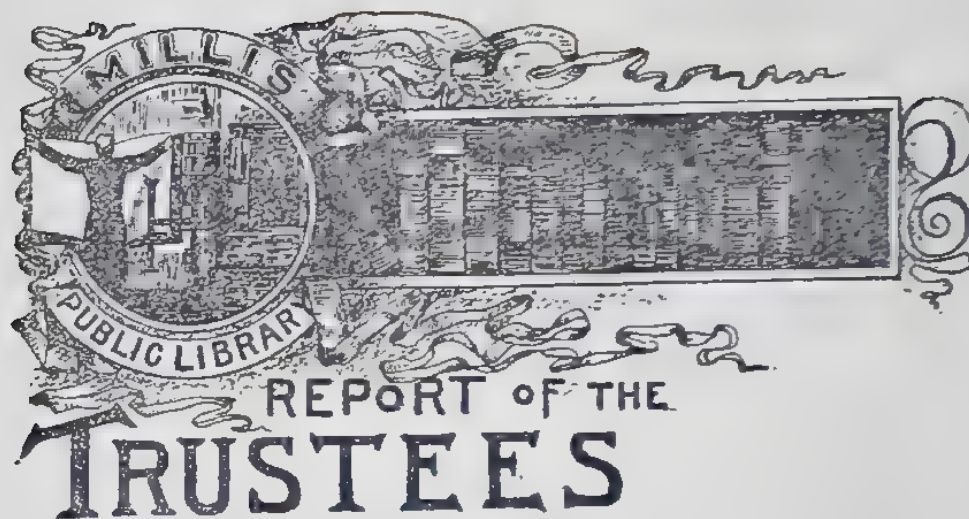 MILLIS
PUBLIC LIBRARY
REPORT OF THE
TRUSTEES